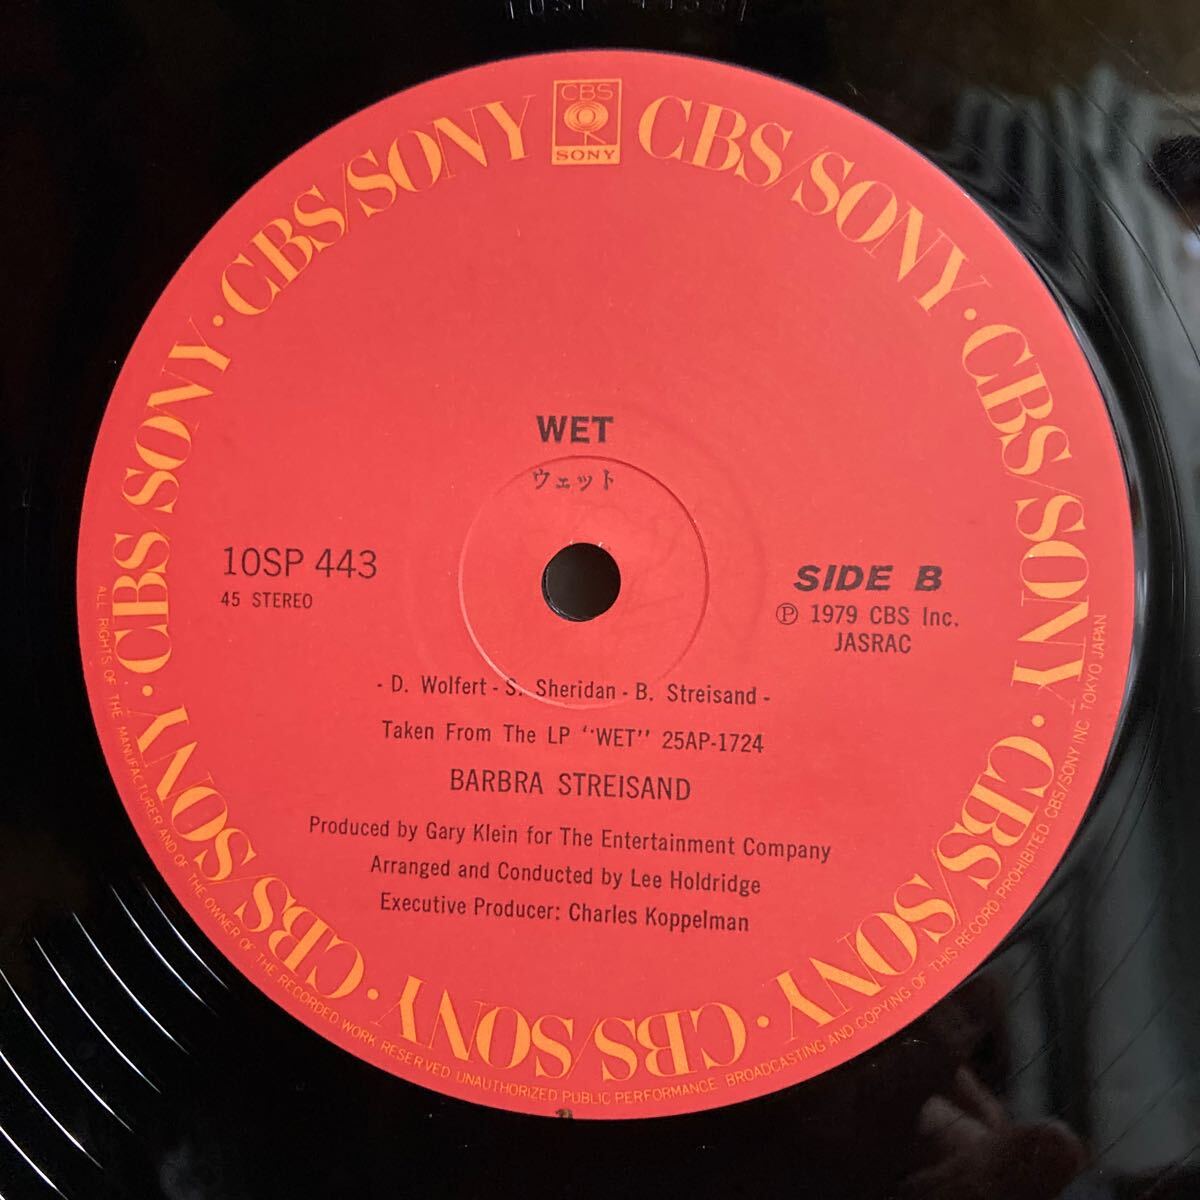 CBS
SONY
CBS/SONY · CBS/SONY · CBS/SONY · CBS/SONY · CBS/SONY · CBS/SONY · CBS/SONY · CBS/SONY
WET
ウェット
10SP 443
45 STEREO
SIDE B
Ⓟ 1979 CBS Inc.
JASRAC
- D. Wolfert - S. Sheridan - B. Streisand -
Taken From The LP "WET" 25AP-1724
BARBRA STREISAND
Produced by Gary Klein for The Entertainment Company
Arranged and Conducted by Lee Holdridge
Executive Producer: Charles Koppelman
ALL RIGHTS OF THE MANUFACTURER AND OF THE OWNER OF THE RECORDED WORK RESERVED UNAUTHORIZED PUBLIC PERFORMANCE BROADCASTING AND COPYING OF THIS RECORD PROHIBITED CBS/SONY INC. TOKYO JAPAN